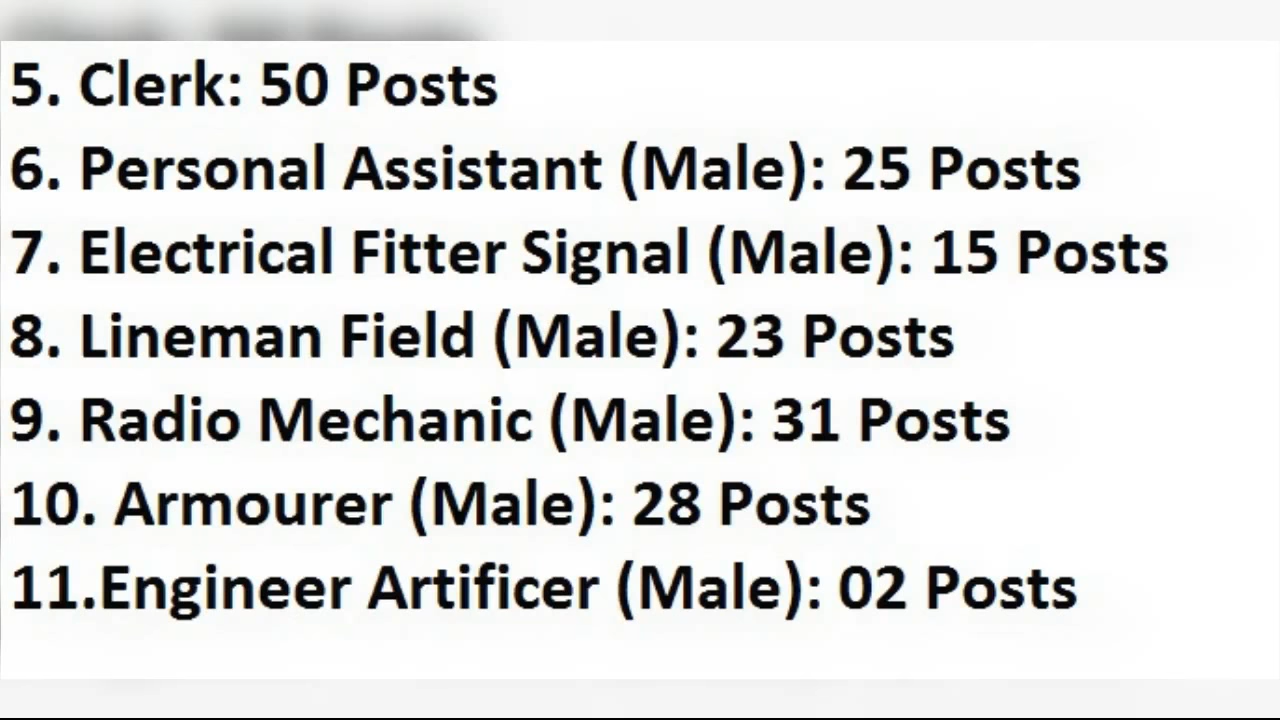 5. Clerk: 50 Posts
6. Personal Assistant (Male): 25 Posts
7. Electrical Fitter Signal (Male): 15 Posts
8. Lineman Field (Male): 23 Posts
9. Radio Mechanic (Male): 31 Posts
10. Armourer (Male): 28 Posts
11.Engineer Artificer (Male): 02 Posts